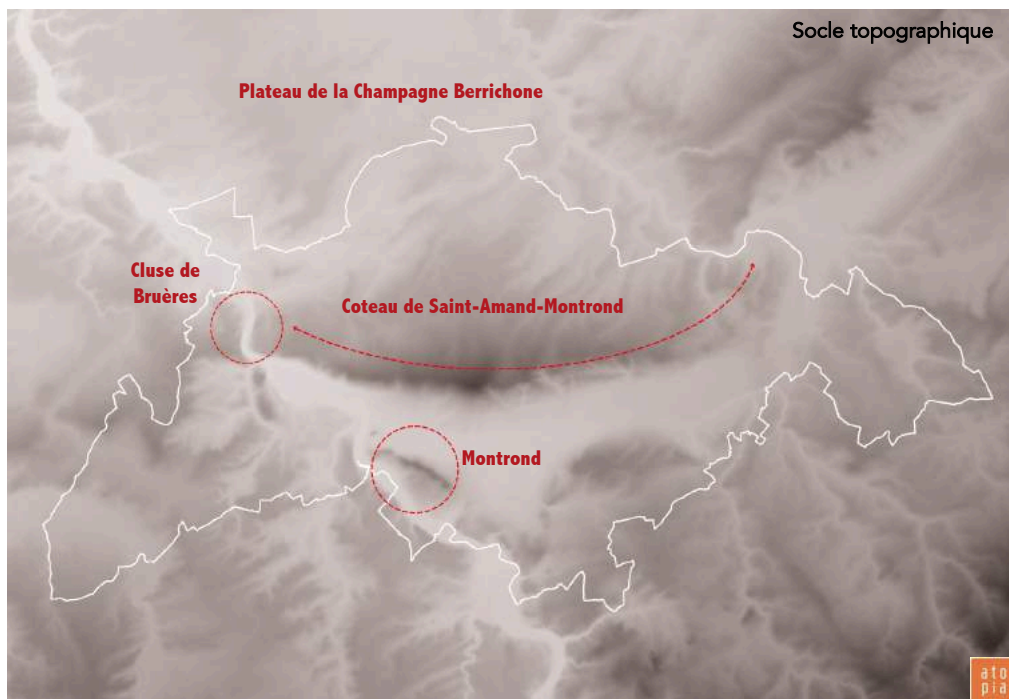 Socle topographique
Plateau de la Champagne Berrichone
Cluse de
Bruères
Coteau de Saint-Amand-Montrond
Montrond
ato
pia